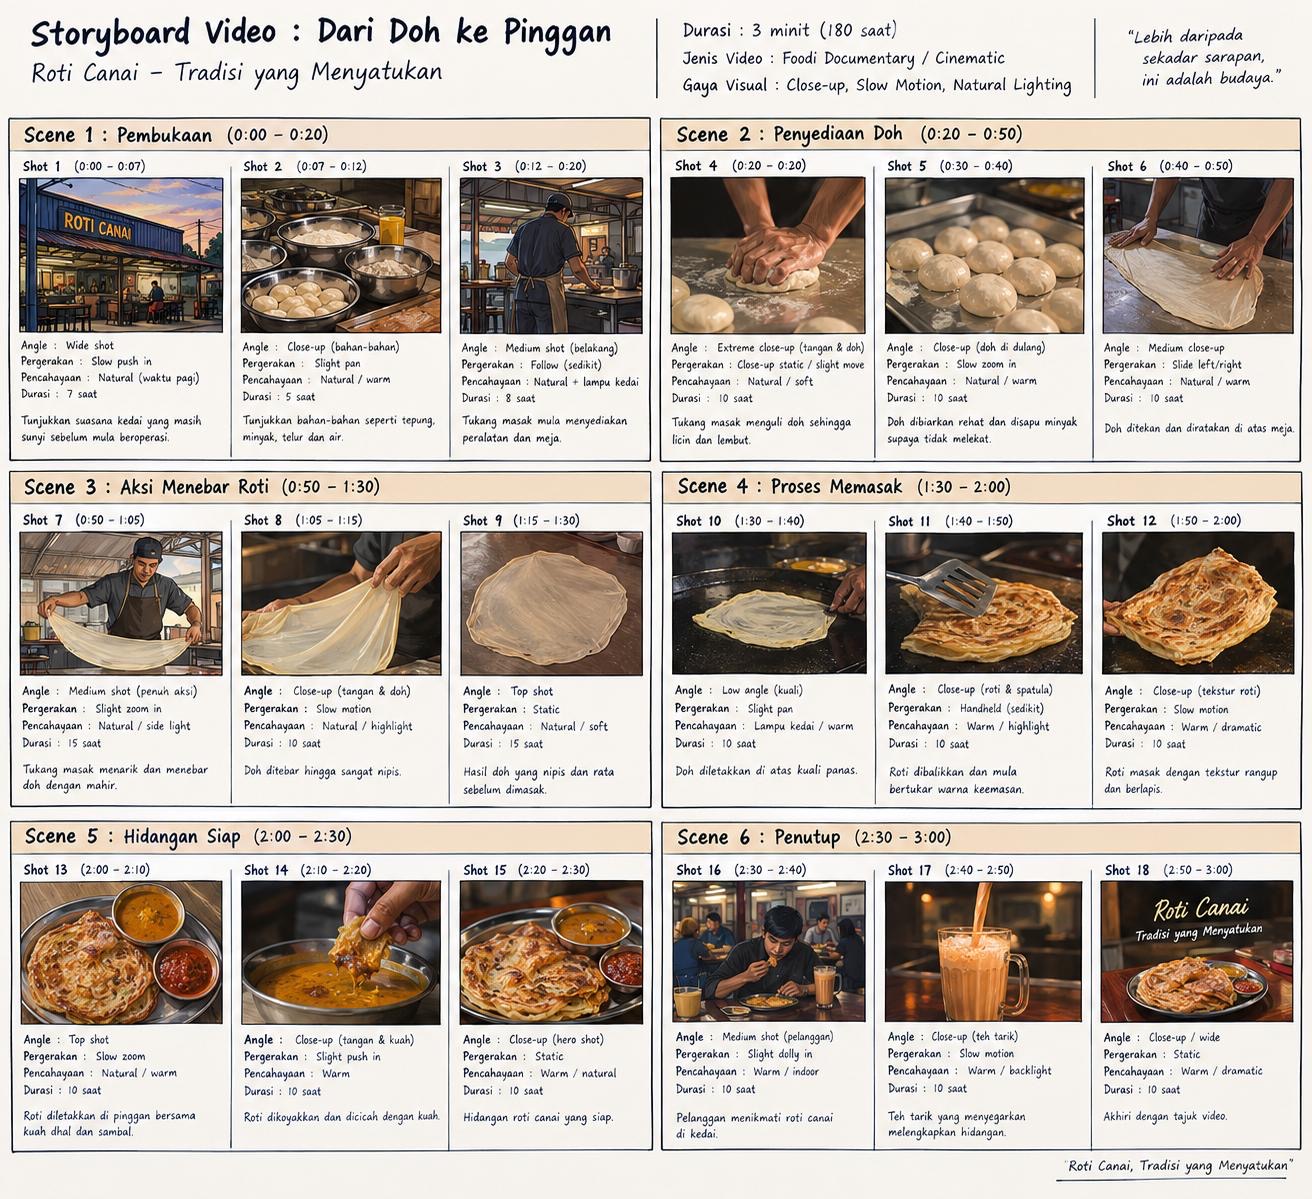 Storyboard Video : Dari Doh ke Pinggan
Roti Canai – Tradisi yang Menyatukan
Durasi : 3 minit (180 saat)
Jenis Video : Foodi Documentary / Cinematic
Gaya Visual : Close-up, Slow Motion, Natural Lighting
“Lebih daripada
sekadar sarapan,
ini adalah budaya.”
Scene 1 : Pembukaan (0:00 – 0:20)
Shot 1 (0:00 – 0:07)
ROTI CANAI
Angle : Wide shot
Pergerakan : Slow push in
Pencahayaan : Natural (waktu pagi)
Durasi : 7 saat
Tunjukkan suasana kedai yang masih
sunyi sebelum mula beroperasi.
Shot 2 (0:07 – 0:12)
Angle : Close-up (bahan-bahan)
Pergerakan : Slight pan
Pencahayaan : Natural / warm
Durasi : 5 saat
Tunjukkan bahan-bahan seperti tepung,
minyak, telur dan air.
Shot 3 (0:12 – 0:20)
Angle : Medium shot (belakang)
Pergerakan : Follow (sedikit)
Pencahayaan : Natural + lampu kedai
Durasi : 8 saat
Tukang masak mula menyediakan
peralatan dan meja.
Scene 2 : Penyediaan Doh (0:20 – 0:50)
Shot 4 (0:20 – 0:20)
Angle : Extreme close-up (tangan & doh)
Pergerakan : Close-up static / slight move
Pencahayaan : Natural / soft
Durasi : 10 saat
Tukang masak menguli doh sehingga
licin dan lembut.
Shot 5 (0:30 – 0:40)
Angle : Close-up (doh di dulang)
Pergerakan : Slow zoom in
Pencahayaan : Natural / warm
Durasi : 10 saat
Doh dibiarkan rehat dan disapu minyak
supaya tidak melekat.
Shot 6 (0:40 – 0:50)
Angle : Medium close-up
Pergerakan : Slide left/right
Pencahayaan : Natural / warm
Durasi : 10 saat
Doh ditekan dan diratakan di atas meja.
Scene 3 : Aksi Menebar Roti (0:50 – 1:30)
Shot 7 (0:50 – 1:05)
Angle : Medium shot (penuh aksi)
Pergerakan : Slight zoom in
Pencahayaan : Natural / side light
Durasi : 15 saat
Tukang masak menarik dan menebar
doh dengan mahir.
Shot 8 (1:05 – 1:15)
Angle : Close-up (tangan & doh)
Pergerakan : Slow motion
Pencahayaan : Natural / highlight
Durasi : 10 saat
Doh ditebar hingga sangat nipis.
Shot 9 (1:15 – 1:30)
Angle : Top shot
Pergerakan : Static
Pencahayaan : Natural / soft
Durasi : 15 saat
Hasil doh yang nipis dan rata
sebelum dimasak.
Scene 4 : Proses Memasak (1:30 – 2:00)
Shot 10 (1:30 – 1:40)
Angle : Low angle (kuali)
Pergerakan : Slight pan
Pencahayaan : Lampu kedai / warm
Durasi : 10 saat
Doh diletakkan di atas kuali panas.
Shot 11 (1:40 – 1:50)
Angle : Close-up (roti & spatula)
Pergerakan : Handheld (sedikit)
Pencahayaan : Warm / highlight
Durasi : 10 saat
Roti dibalikkan dan mula
bertukar warna keemasan.
Shot 12 (1:50 – 2:00)
Angle : Close-up (tekstur roti)
Pergerakan : Slow motion
Pencahayaan : Warm / dramatic
Durasi : 10 saat
Roti masak dengan tekstur rangup
dan berlapis.
Scene 5 : Hidangan Siap (2:00 – 2:30)
Shot 13 (2:00 – 2:10)
Angle : Top shot
Pergerakan : Slow zoom
Pencahayaan : Natural / warm
Durasi : 10 saat
Roti diletakkan di pinggan bersama
kuah dhal dan sambal.
Shot 14 (2:10 – 2:20)
Angle : Close-up (tangan & kuah)
Pergerakan : Slight push in
Pencahayaan : Warm
Durasi : 10 saat
Roti dikoyakkan dan dicicah dengan kuah.
Shot 15 (2:20 – 2:30)
Angle : Close-up (hero shot)
Pergerakan : Static
Pencahayaan : Warm / natural
Durasi : 10 saat
Hidangan roti canai yang siap.
Scene 6 : Penutup (2:30 – 3:00)
Shot 16 (2:30 – 2:40)
Angle : Medium shot (pelanggan)
Pergerakan : Slight dolly in
Pencahayaan : Warm / indoor
Durasi : 10 saat
Pelanggan menikmati roti canai
di kedai.
Shot 17 (2:40 – 2:50)
Angle : Close-up (teh tarik)
Pergerakan : Slow motion
Pencahayaan : Warm / backlight
Durasi : 10 saat
Teh tarik yang menyegarkan
melengkapkan hidangan.
Shot 18 (2:50 – 3:00)
Roti Canai
Tradisi yang Menyatukan
Angle : Close-up / wide
Pergerakan : Static
Pencahayaan : Warm / dramatic
Durasi : 10 saat
Akhiri dengan tajuk video.
"Roti Canai, Tradisi yang Menyatukan"